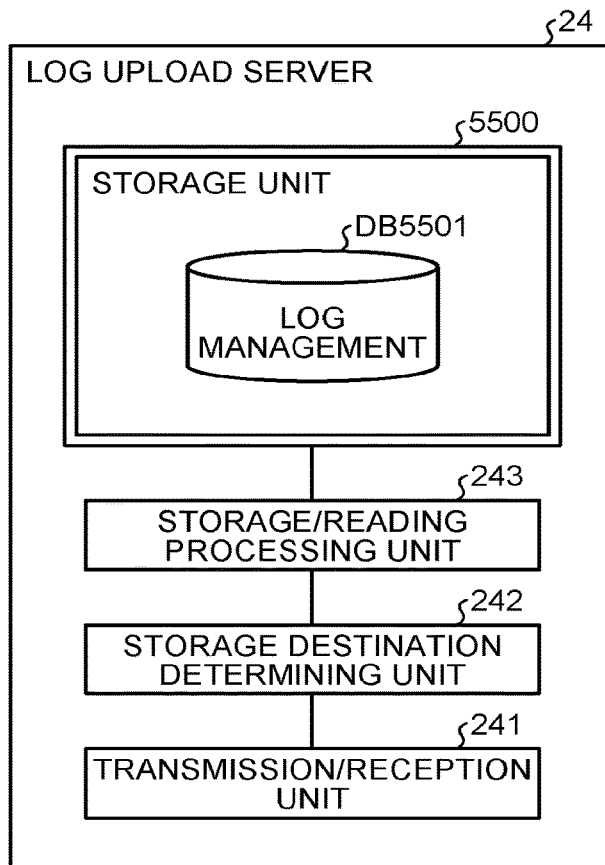 24
LOG UPLOAD SERVER
5500
STORAGE UNIT
DB5501
LOG
MANAGEMENT
243
STORAGE/READING
PROCESSING UNIT
242
STORAGE DESTINATION
DETERMINING UNIT
241
TRANSMISSION/RECEPTION
UNIT